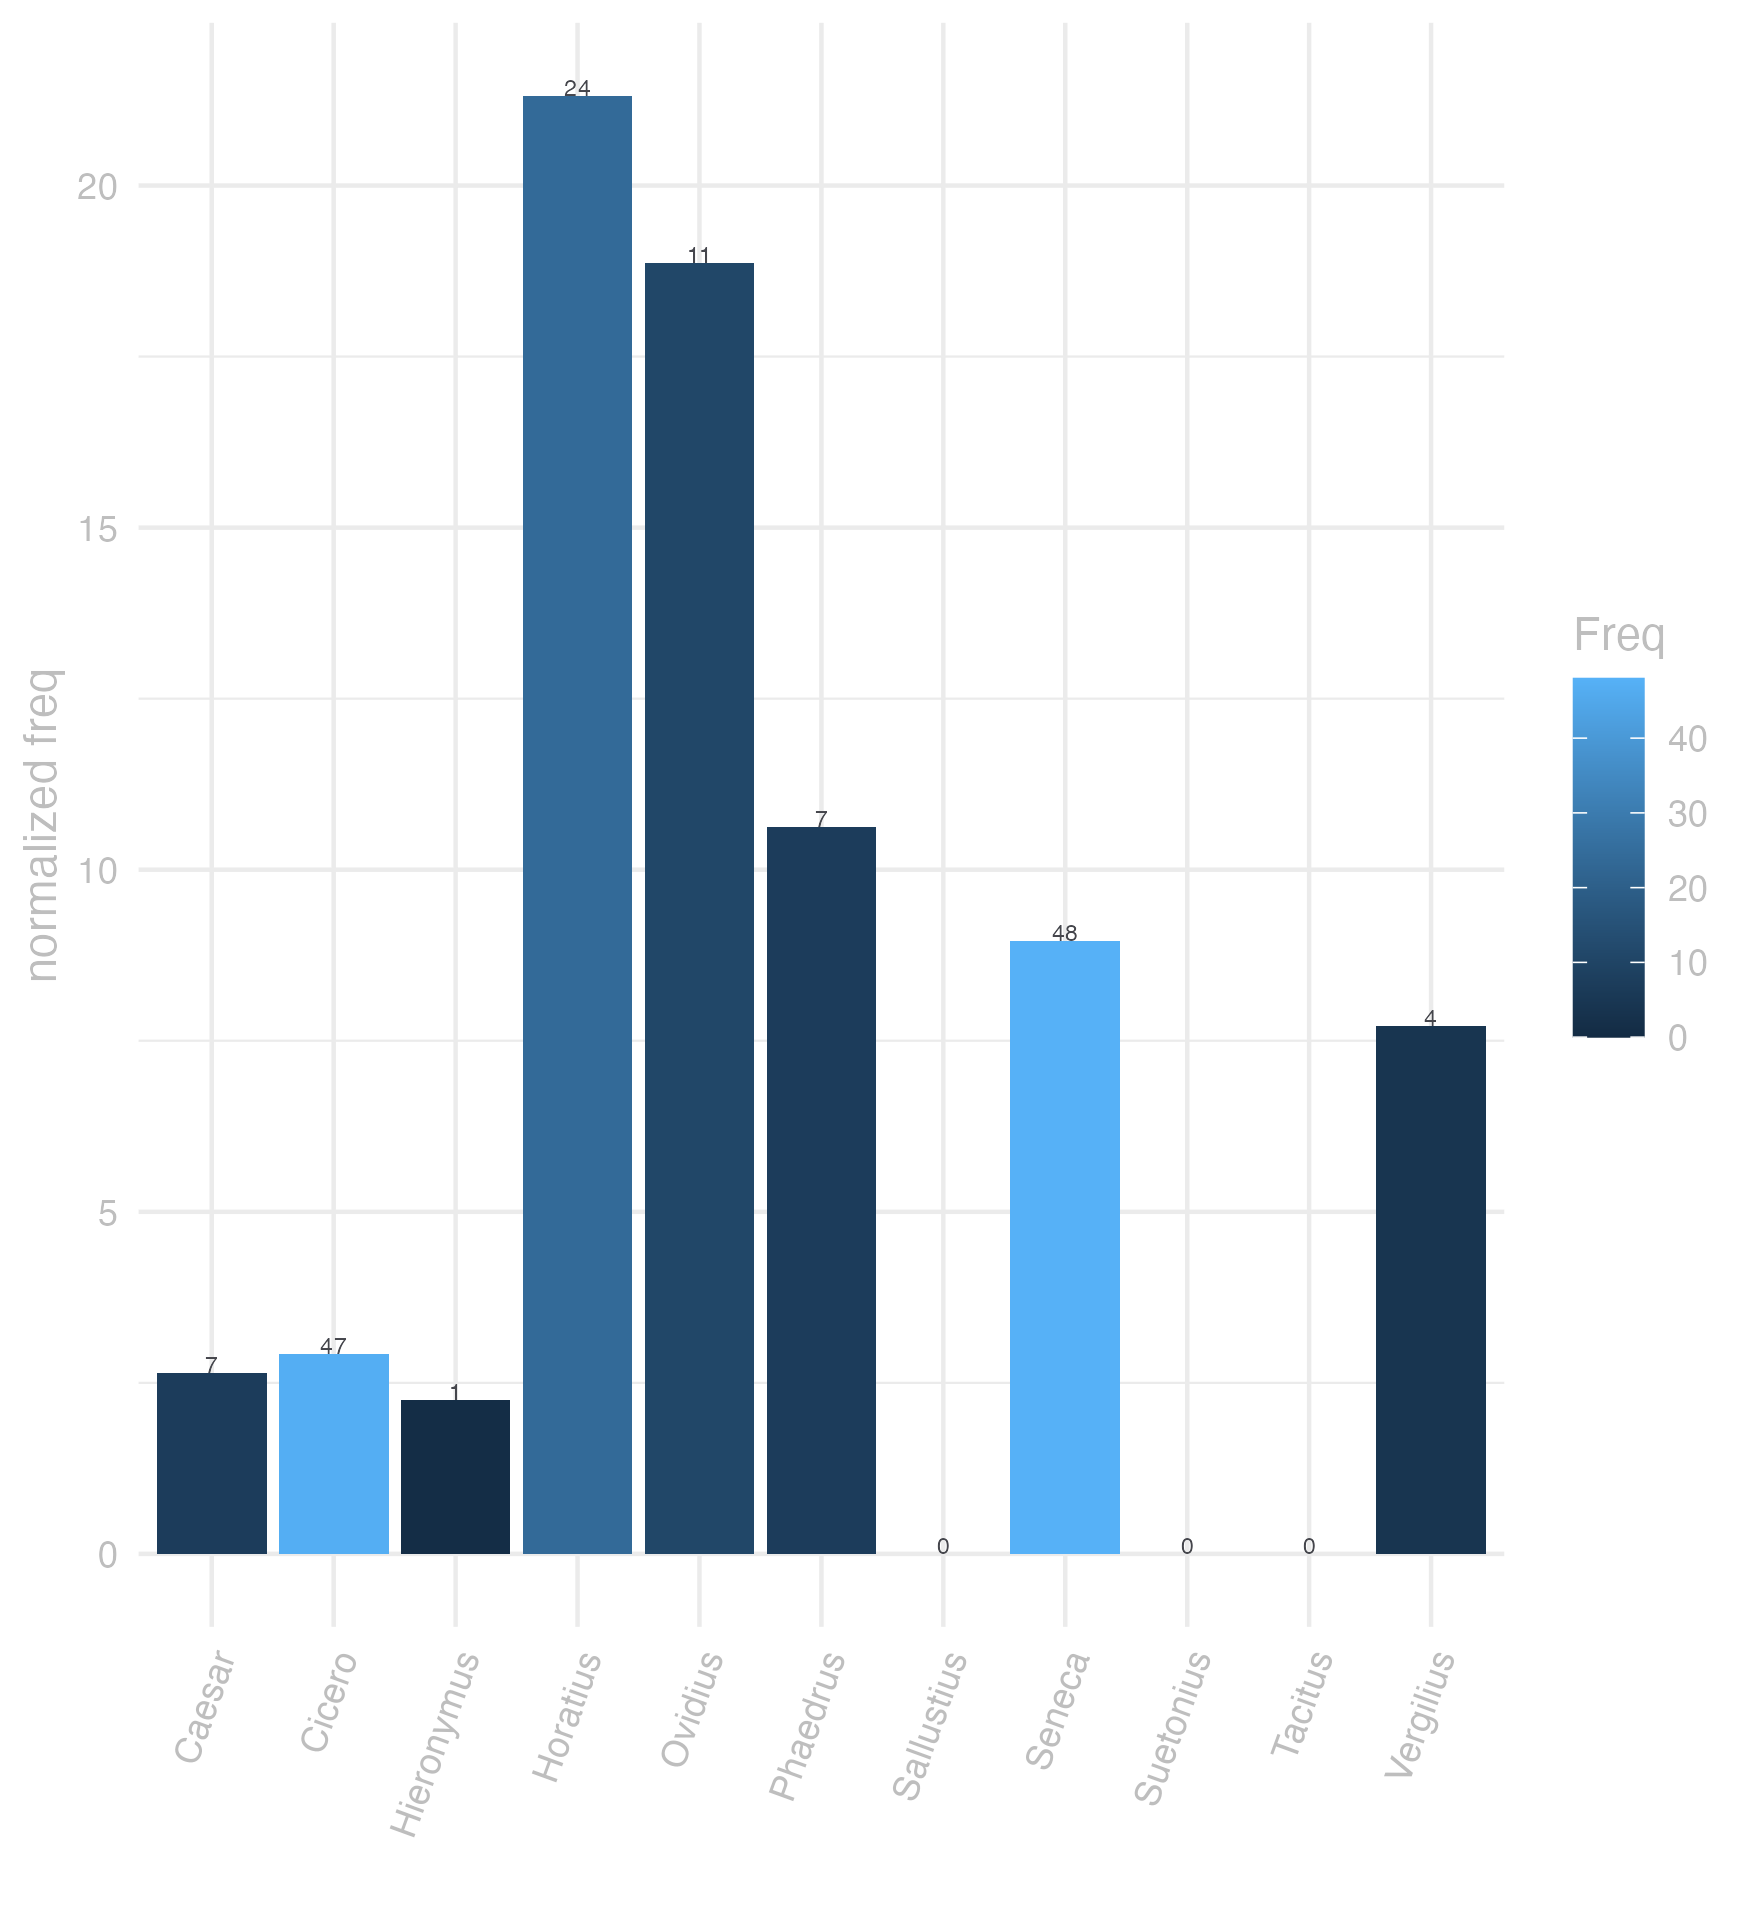 24
20
11
15
7
10
48
4
5
7
47
1
0
0
0
0
normalized freq
Caesar
Cicero
Hieronymus
Horatius
Ovidius
Phaedrus
Sallustius
Seneca
Suetonius
Tacitus
Vergilius
Freq
40
30
20
10
0